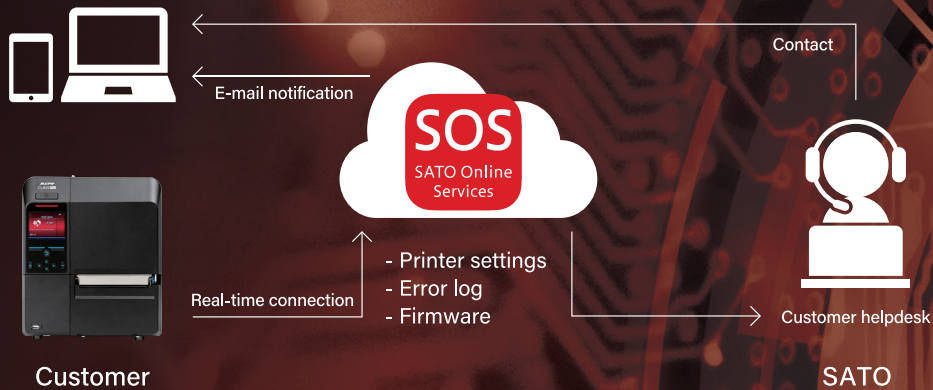 Contact
E-mail notification
SOS
SATO Online
Services
- Printer settings
- Error log
- Firmware
Real-time connection
Customer helpdesk
Customer
SATO